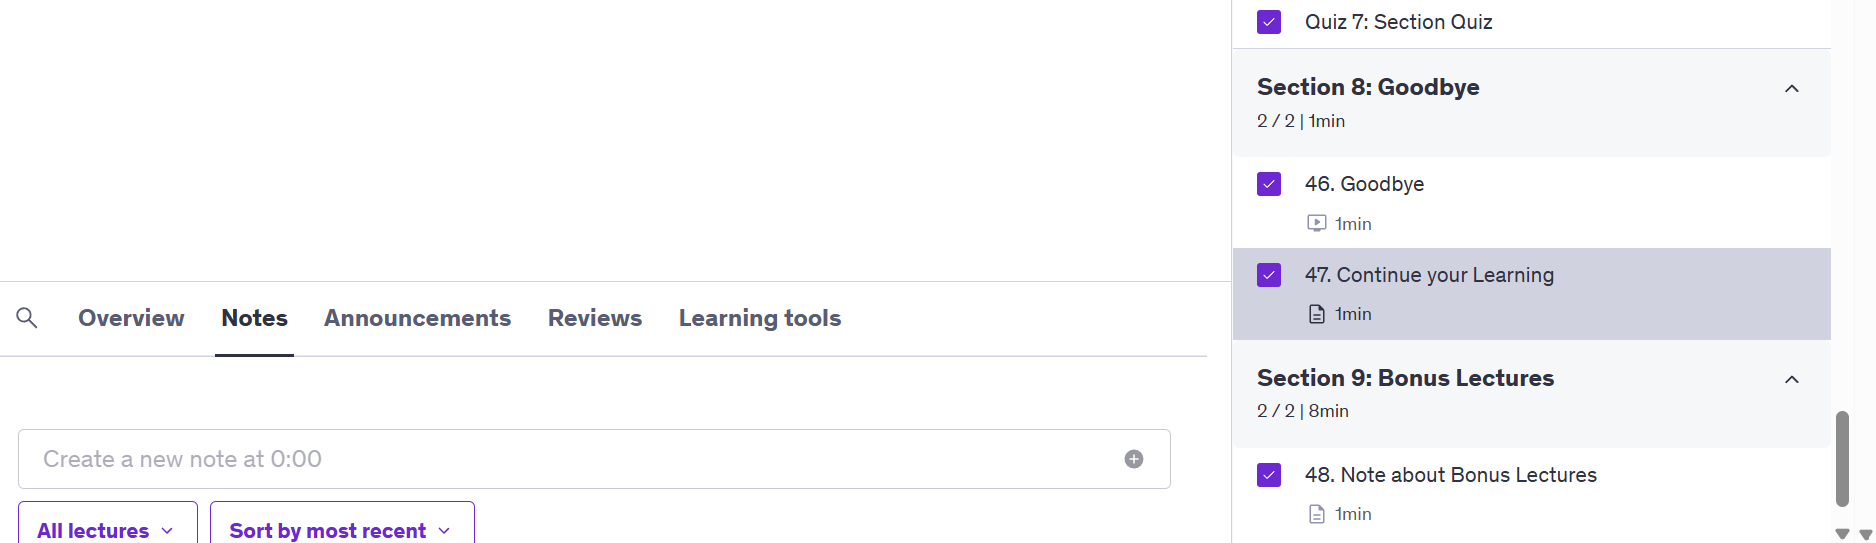 Quiz 7: Section Quiz
Section 8: Goodbye
2 / 2 | 1min
46. Goodbye
1min
47. Continue your Learning
1min
Section 9: Bonus Lectures
2 / 2 | 8min
48. Note about Bonus Lectures
1min
Overview Notes Announcements Reviews Learning tools
Create a new note at 0:00
All lectures Sort by most recent